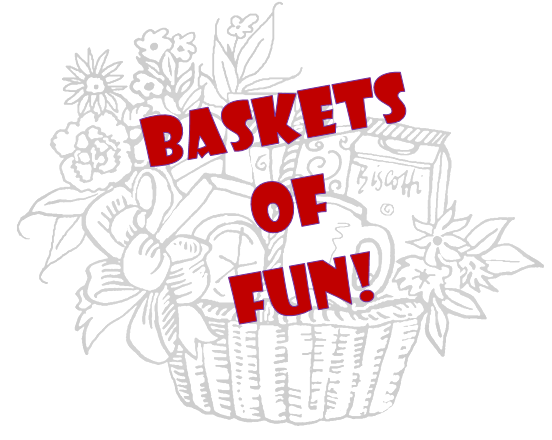 BASKETS
OF
FUN!
Biscotti